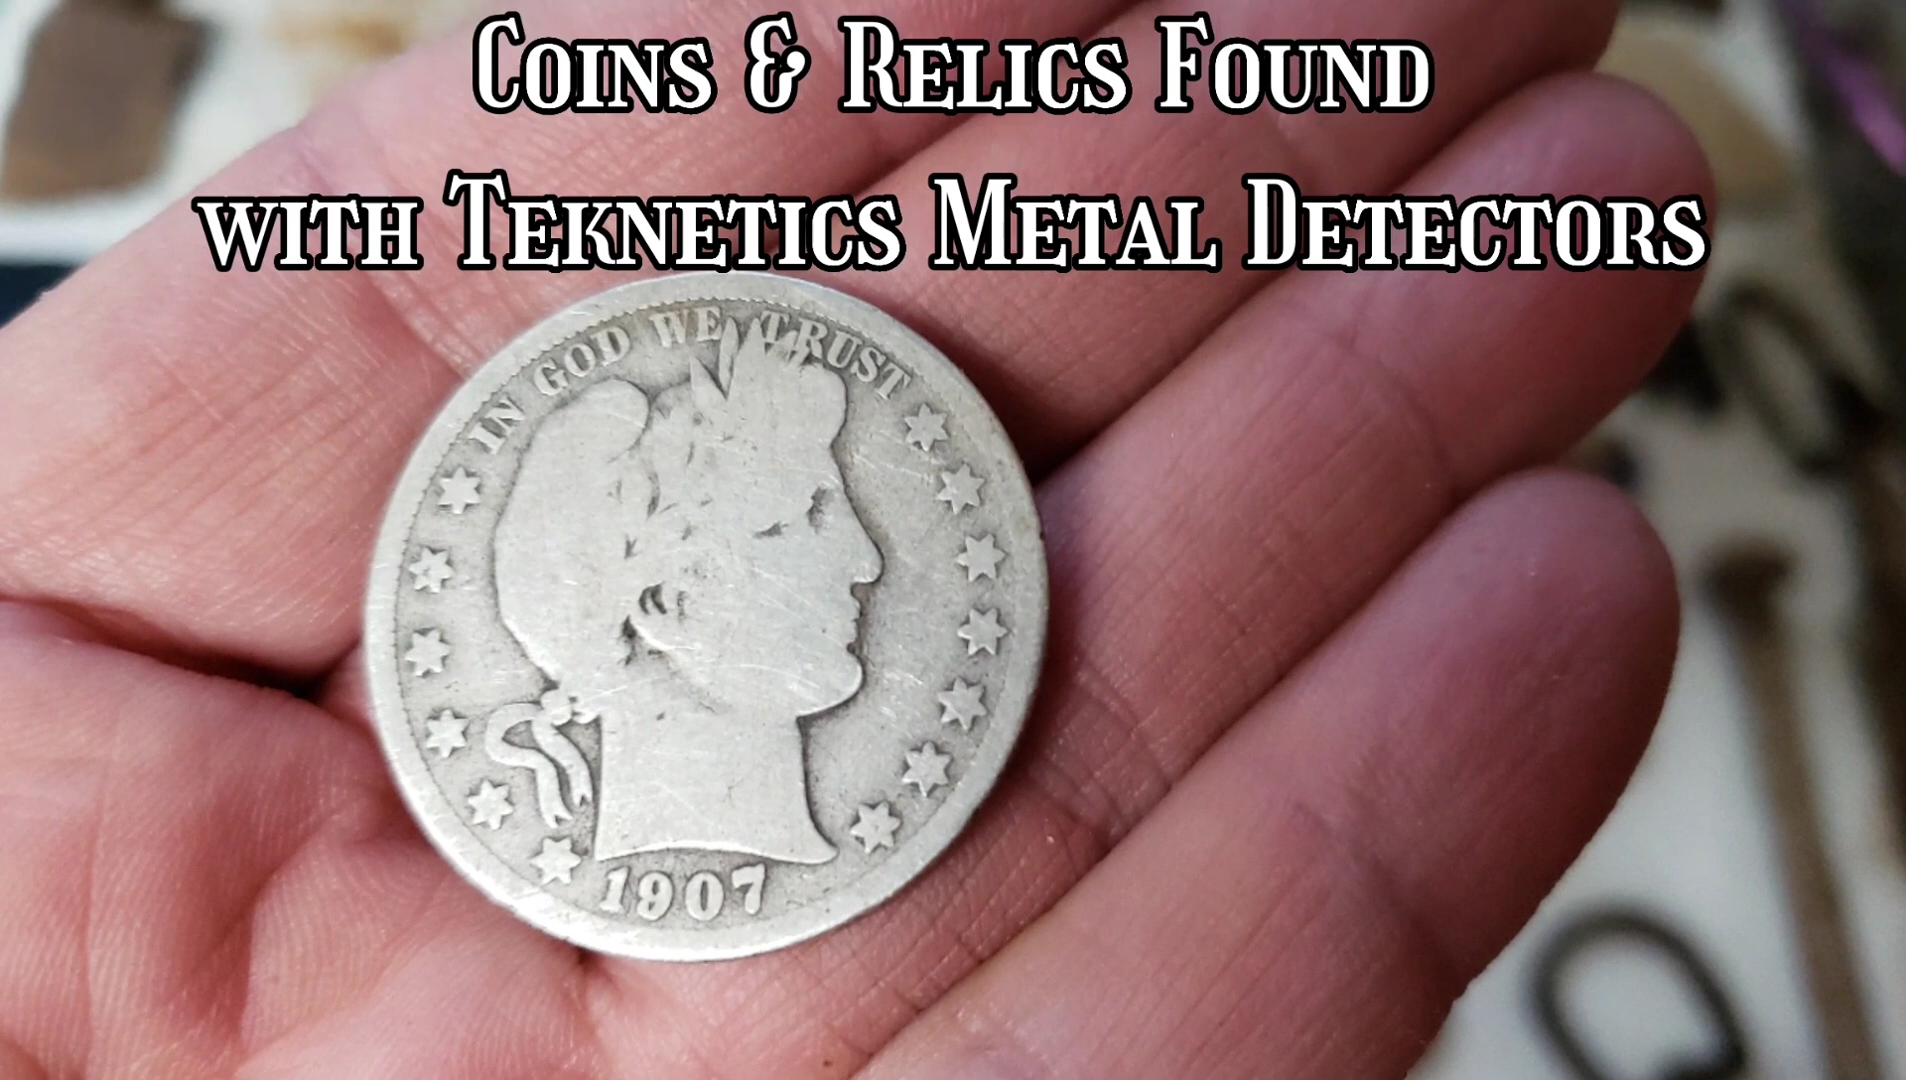 Coins & Relics Found
with Teknetics Metal Detectors
IN GOD WE TRUST
1907